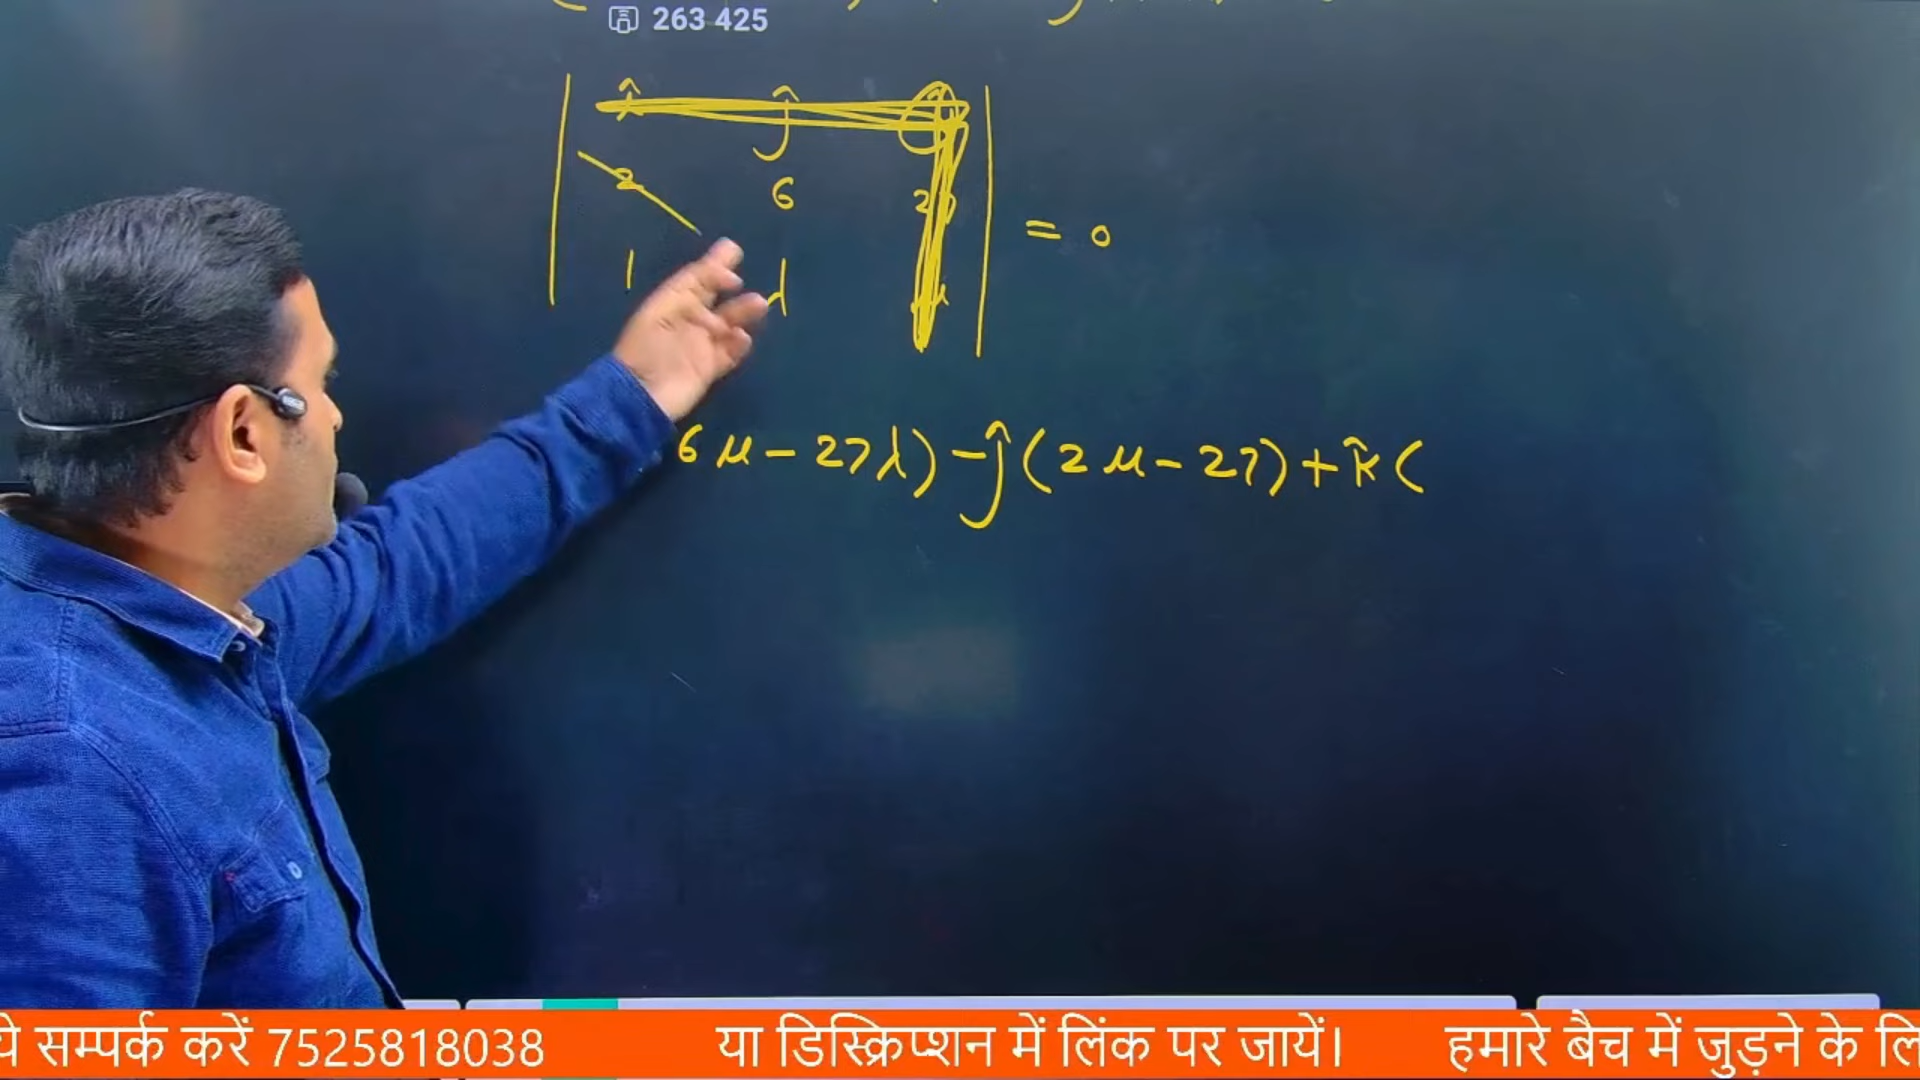 263 425
î ĵ
2 6 27
1 λ μ
= 0
6μ - 27λ) - ĵ(2μ - 27) + k̂(
ये सम्पर्क करें 7525818038 या डिस्क्रिप्शन में लिंक पर जायें। हमारे बैच में जुड़ने के लि